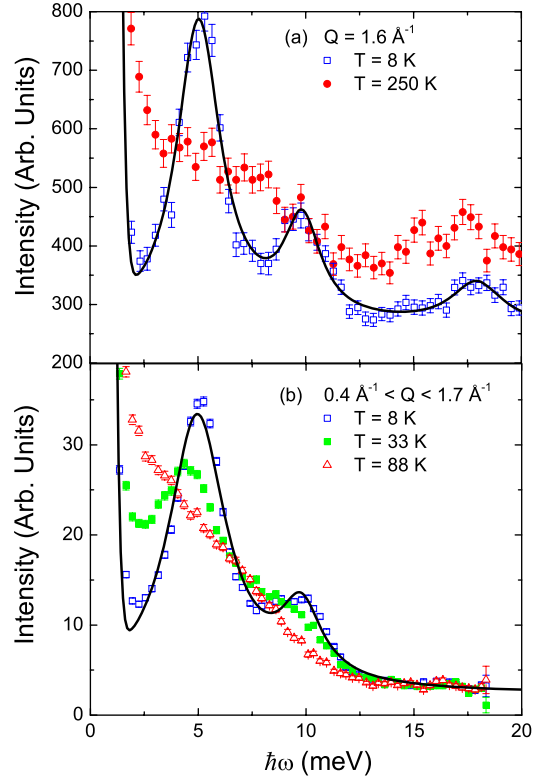 800
700
600
500
400
300
200
Intensity (Arb. Units)
(a) Q = 1.6 Å⁻¹
T = 8 K
T = 250 K
30
20
10
0
Intensity (Arb. Units)
(b) 0.4 Å⁻¹ < Q < 1.7 Å⁻¹
T = 8 K
T = 33 K
T = 88 K
0 5 10 15 20
ħω (meV)